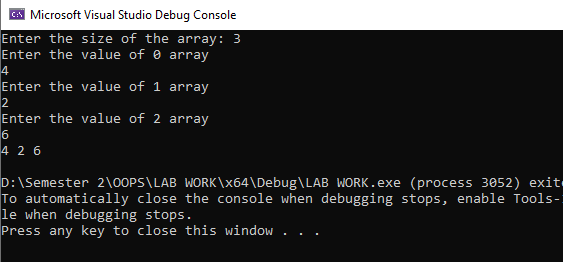 Microsoft Visual Studio Debug Console
Enter the size of the array: 3
Enter the value of 0 array
4
Enter the value of 1 array
2
Enter the value of 2 array
6
4 2 6
D:\Semester 2\OOPS\LAB WORK\x64\Debug\LAB WORK.exe (process 3052) exite
To automatically close the console when debugging stops, enable Tools-
le when debugging stops.
Press any key to close this window . . .